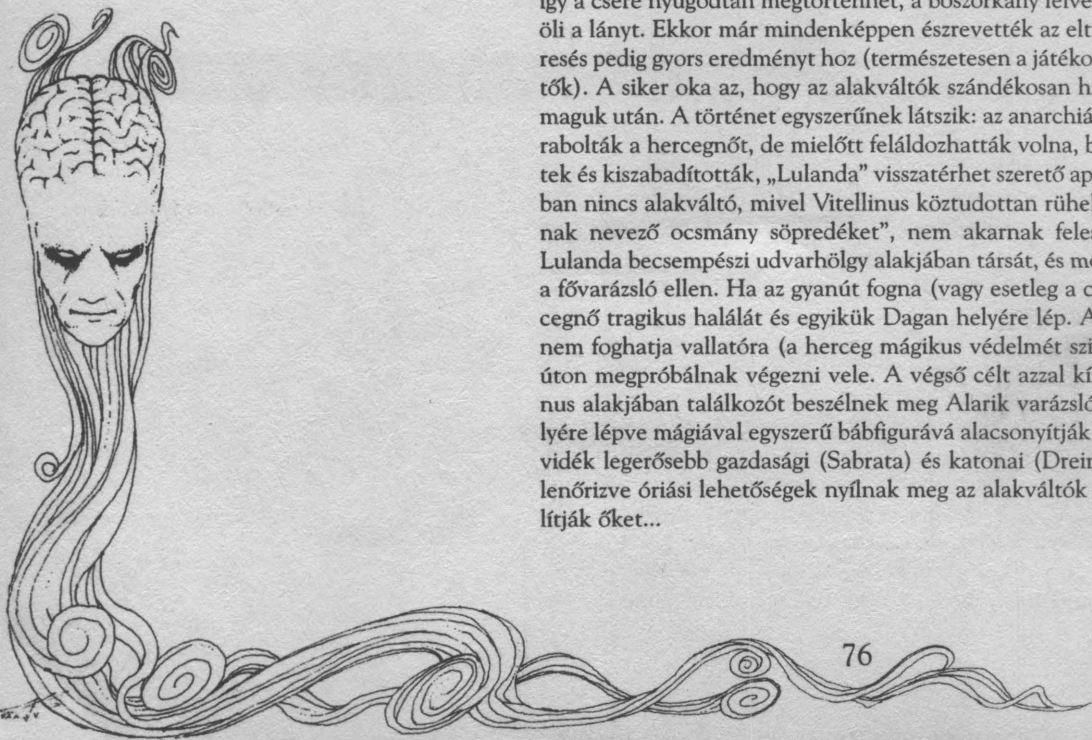 így a csere nyugodtan megtörténhet, a boszorkány felve
öli a lányt. Ekkor már mindenképpen észrevették az elt
resés pedig gyors eredményt hoz (természetesen a játéko
tők). A siker oka az, hogy az alakváltók szándékosan h
maguk után. A történet egyszerűnek látszik: az anarchiá
rabolták a hercegnőt, de mielőtt feláldozhatták volna, b
tek és kiszabadították, „Lulanda” visszatérhet szerető ap
ban nincs alakváltó, mivel Vitellinus köztudottan rühe
nak nevező ocsmány söpredéket”, nem akarnak feles
Lulanda becsempészi udvarhölgy alakjában társát, és me
a fővarázsló ellen. Ha az gyanút fogna (vagy esetleg a c
cegnő tragikus halálát és egyikük Dagan helyére lép. A
nem foghatja vallatóra (a herceg mágikus védelmét szi
úton megpróbálnak végezni vele. A végső célt azzal kí
nus alakjában találkozót beszélnek meg Alarik varázsló
lyére lépve mágiával egyszerű bábfigurává alacsonyítják
vidék legerősebb gazdasági (Sabrata) és katonai (Drein
lenőrizve óriási lehetőségek nyílnak meg az alakváltók
lítják őket...
76